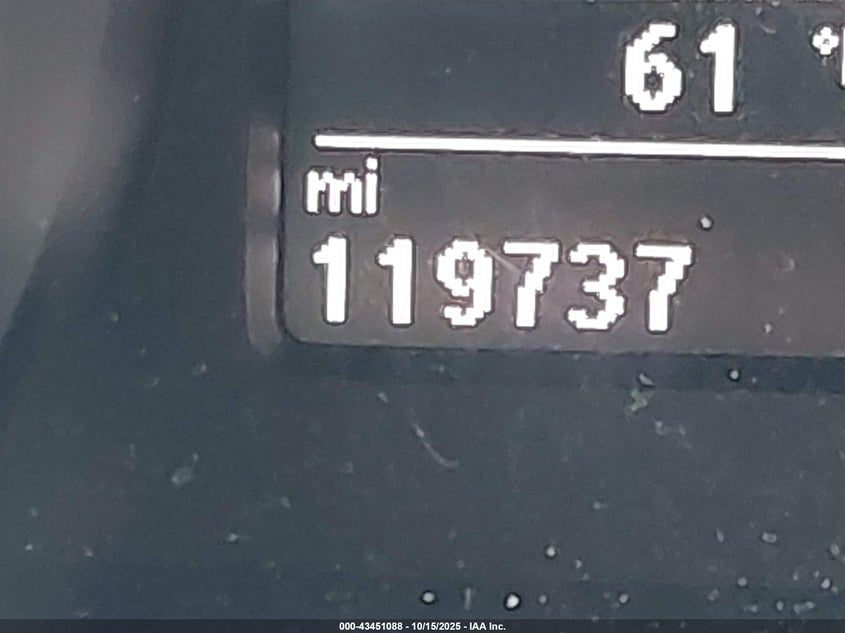 61 °
mi
119737
000-43451088 - 10/15/2025 - IAA Inc.